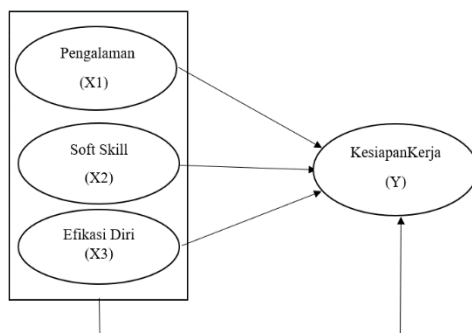 Pengalaman
(X1)
Soft Skill
(X2)
Efikasi Diri
(X3)
KesiapanKerja
(Y)